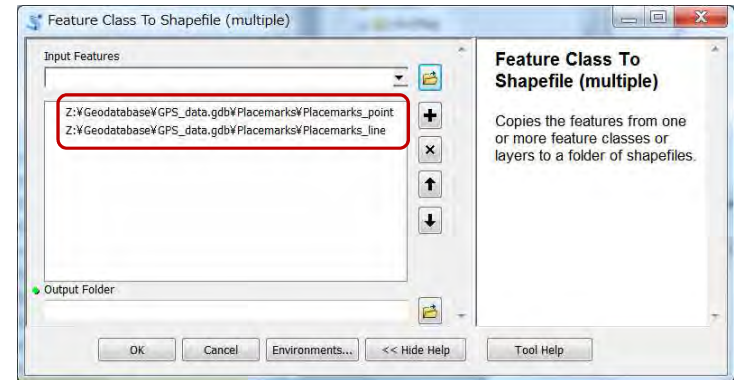 Feature Class To Shapefile (multiple)
Input Features
Z:¥Geodatabase¥GPS_data.gdb¥Placemarks¥Placemarks_point
Z:¥Geodatabase¥GPS_data.gdb¥Placemarks¥Placemarks_line
Output Folder
OK
Cancel
Environments...
<< Hide Help
Feature Class To
Shapefile (multiple)
Copies the features from one
or more feature classes or
layers to a folder of shapefiles.
Tool Help